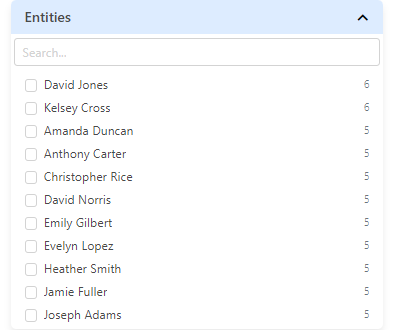 Entities
Search...
David Jones 6
Kelsey Cross 6
Amanda Duncan 5
Anthony Carter 5
Christopher Rice 5
David Norris 5
Emily Gilbert 5
Evelyn Lopez 5
Heather Smith 5
Jamie Fuller 5
Joseph Adams 5